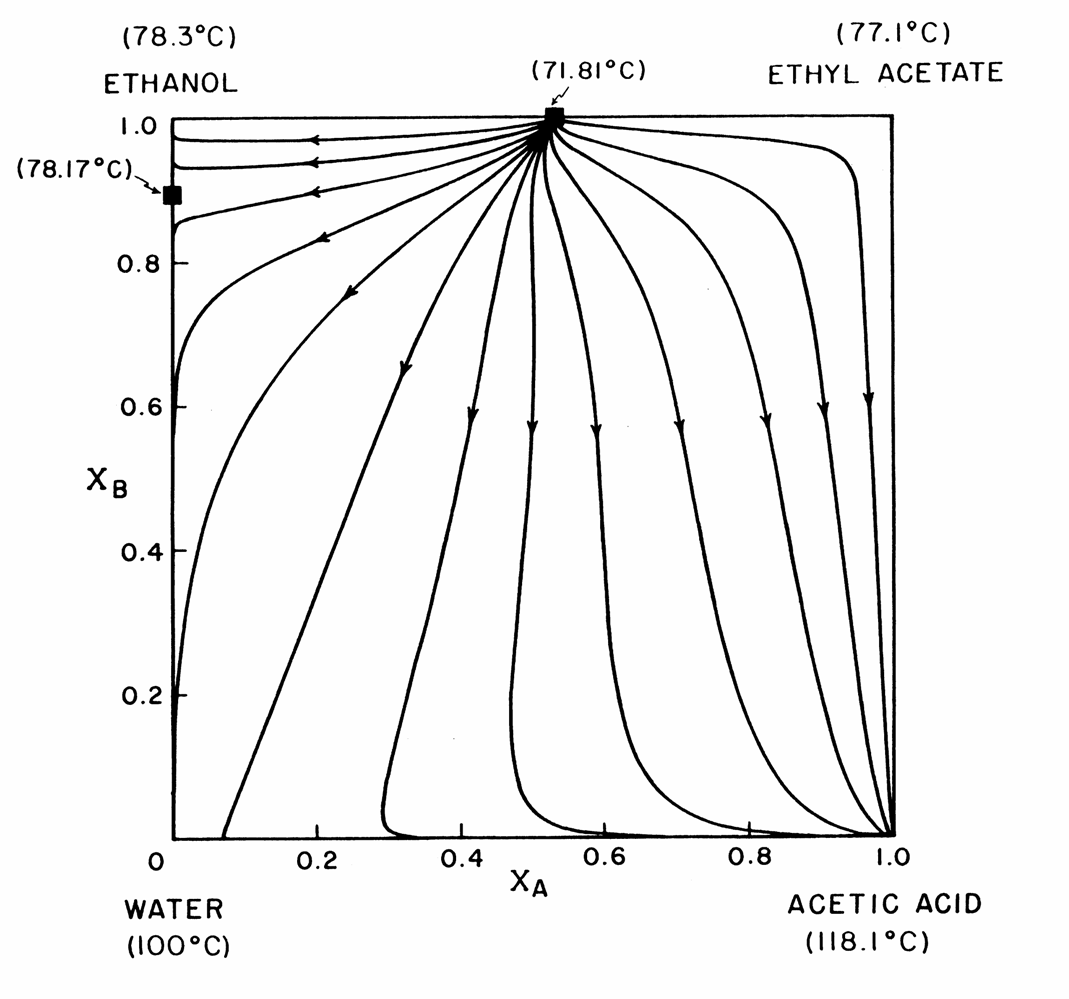 (78.3°C)
ETHANOL
(71.81°C)
(77.1°C)
ETHYL ACETATE
1.0
(78.17°C)
0.8
0.6
X_B
0.4
0.2
0
0.2
0.4
0.6
0.8
1.0
X_A
WATER
(100°C)
ACETIC ACID
(118.1°C)